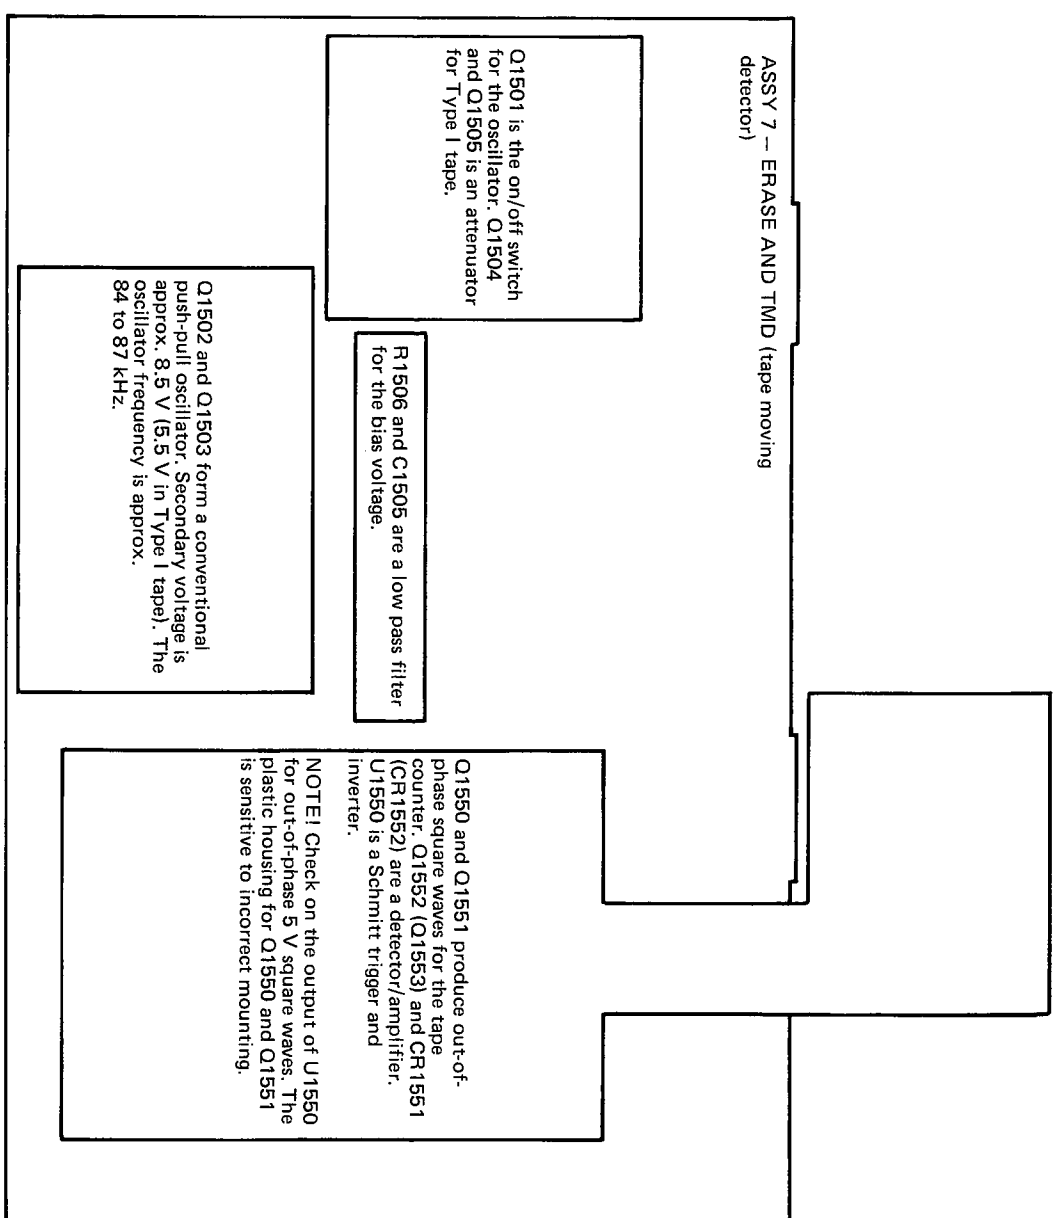 ASSY 7 — ERASE AND TMD (tape moving
detector)
Q1501 is the on/off switch
for the oscillator. Q1504
and Q1505 is an attenuator
for Type I tape.
R1506 and C1505 are a low pass filter
for the bias voltage.
Q1502 and Q1503 form a conventional
push-pull oscillator. Secondary voltage is
approx. 8.5 V (5.5 V in Type I tape). The
oscillator frequency is approx.
84 to 87 kHz.
Q1550 and Q1551 produce out-of-
phase square waves for the tape
counter. Q1552 (Q1553) and CR1551
(CR1552) are a detector/amplifier.
U1550 is a Schmitt trigger and
inverter.
NOTE! Check on the output of U1550
for out-of-phase 5 V square waves. The
plastic housing for Q1550 and Q1551
is sensitive to incorrect mounting.